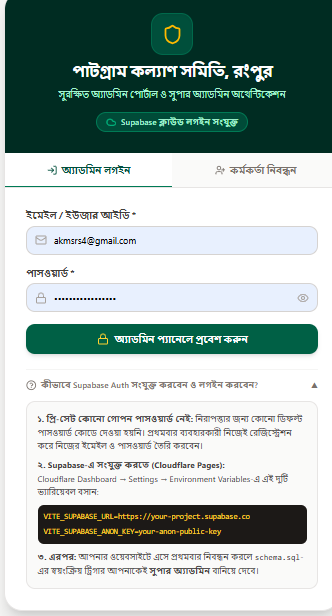 পাটগ্রাম কল্যাণ সমিতি, রংপুর
সুরক্ষিত অ্যাডমিন পোর্টাল ও সুপার অ্যাডমিন অথেন্টিকেশন
Supabase ক্লাউড লগইন সংযুক্ত
অ্যাডমিন লগইন
কর্মকর্তা নিবন্ধন
ইমেইল / ইউজার আইডি *
akmsrs4@gmail.com
পাসওয়ার্ড *
•••••••••••••••••
অ্যাডমিন প্যানেলে প্রবেশ করুন
কীভাবে Supabase Auth সংযুক্ত করবেন ও লগইন করবেন? ▲
১. প্রি-সেট কোনো গোপন পাসওয়ার্ড নেই: নিরাপত্তার জন্য কোনো ডিফল্ট
পাসওয়ার্ড কোডে দেওয়া হয়নি। প্রথমবার ব্যবহারকারী নিজেই রেজিস্ট্রেশন
করে নিজের ইমেইল ও পাসওয়ার্ড তৈরি করবেন।
২. Supabase-এ সংযুক্ত করতে (Cloudflare Pages):
Cloudflare Dashboard → Settings → Environment Variables-এ এই দুটি
ভ্যারিয়েবল বসান:
VITE_SUPABASE_URL=https://your-project.supabase.co
VITE_SUPABASE_ANON_KEY=your-anon-public-key
৩. এরপর: আপনার ওয়েবসাইটে এসে প্রথমবার নিবন্ধন করলে schema.sql-
এর স্বয়ংক্রিয় ট্রিগার আপনাকেই সুপার অ্যাডমিন বানিয়ে দেবে।